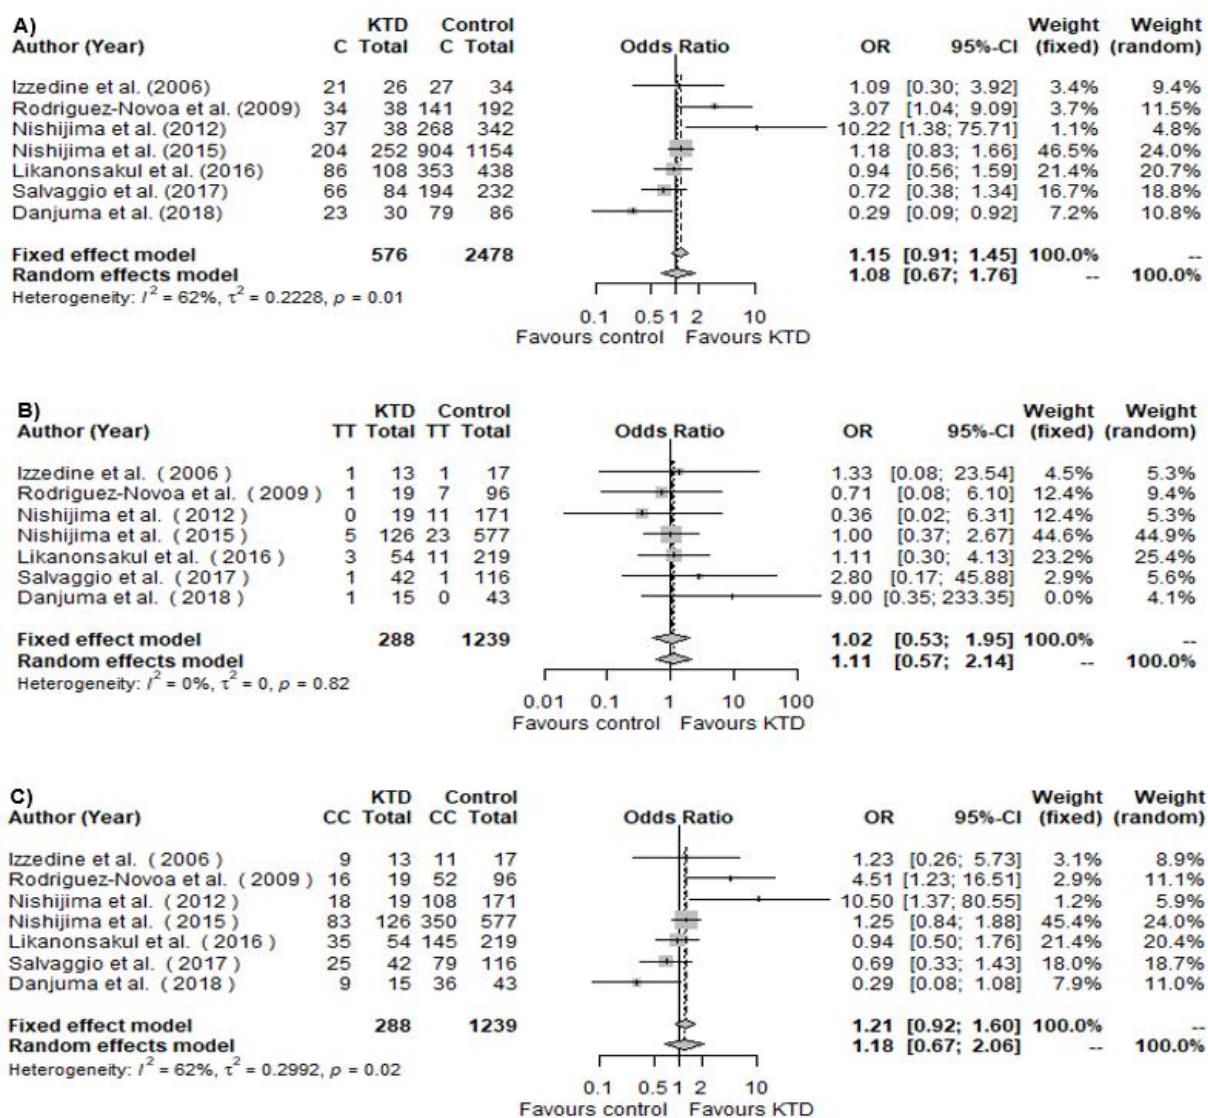 A) KTD Control Weight Weight
Author (Year) C Total C Total Odds Ratio OR 95%-CI (fixed) (random)
Izzedine et al. (2006) 21 26 27 34 1.09 [0.30; 3.92] 3.4% 9.4%
Rodriguez-Novoa et al. (2009) 34 38 141 192 3.07 [1.04; 9.09] 3.7% 11.5%
Nishijima et al. (2012) 37 38 268 342 10.22 [1.38; 75.71] 1.1% 4.8%
Nishijima et al. (2015) 204 252 904 1154 1.18 [0.83; 1.66] 46.5% 24.0%
Likanonsakul et al. (2016) 86 108 353 438 0.94 [0.56; 1.59] 21.4% 20.7%
Salvaggio et al. (2017) 66 84 194 232 0.72 [0.38; 1.34] 16.7% 18.8%
Danjuma et al. (2018) 23 30 79 86 0.29 [0.09; 0.92] 7.2% 10.8%
Fixed effect model 576 2478 1.15 [0.91; 1.45] 100.0% --
Random effects model 1.08 [0.67; 1.76] -- 100.0%
Heterogeneity: I² = 62%, τ² = 0.2228, p = 0.01
0.1 0.5 1 2 10
Favours control Favours KTD
B) KTD Control Weight Weight
Author (Year) TT Total TT Total Odds Ratio OR 95%-CI (fixed) (random)
Izzedine et al. ( 2006 ) 1 13 1 17 1.33 [0.08; 23.54] 4.5% 5.3%
Rodriguez-Novoa et al. ( 2009 ) 1 19 7 96 0.71 [0.08; 6.10] 12.4% 9.4%
Nishijima et al. ( 2012 ) 0 19 11 171 0.36 [0.02; 6.31] 12.4% 5.3%
Nishijima et al. ( 2015 ) 5 126 23 577 1.00 [0.37; 2.67] 44.6% 44.9%
Likanonsakul et al. ( 2016 ) 3 54 11 219 1.11 [0.30; 4.13] 23.2% 25.4%
Salvaggio et al. ( 2017 ) 1 42 1 116 2.80 [0.17; 45.88] 2.9% 5.6%
Danjuma et al. ( 2018 ) 1 15 0 43 9.00 [0.35; 233.35] 0.0% 4.1%
Fixed effect model 288 1239 1.02 [0.53; 1.95] 100.0% --
Random effects model 1.11 [0.57; 2.14] -- 100.0%
Heterogeneity: I² = 0%, τ² = 0, p = 0.82
0.01 0.1 1 10 100
Favours control Favours KTD
C) KTD Control Weight Weight
Author (Year) CC Total CC Total Odds Ratio OR 95%-CI (fixed) (random)
Izzedine et al. ( 2006 ) 9 13 11 17 1.23 [0.26; 5.73] 3.1% 8.9%
Rodriguez-Novoa et al. ( 2009 ) 16 19 52 96 4.51 [1.23; 16.51] 2.9% 11.1%
Nishijima et al. ( 2012 ) 18 19 108 171 10.50 [1.37; 80.55] 1.2% 5.9%
Nishijima et al. ( 2015 ) 83 126 350 577 1.25 [0.84; 1.88] 45.4% 24.0%
Likanonsakul et al. ( 2016 ) 35 54 145 219 0.94 [0.50; 1.76] 21.4% 20.4%
Salvaggio et al. ( 2017 ) 25 42 79 116 0.69 [0.33; 1.43] 18.0% 18.7%
Danjuma et al. ( 2018 ) 9 15 36 43 0.29 [0.08; 1.08] 7.9% 11.0%
Fixed effect model 288 1239 1.21 [0.92; 1.60] 100.0% --
Random effects model 1.18 [0.67; 2.06] -- 100.0%
Heterogeneity: I² = 62%, τ² = 0.2992, p = 0.02
0.1 0.5 1 2 10
Favours control Favours KTD